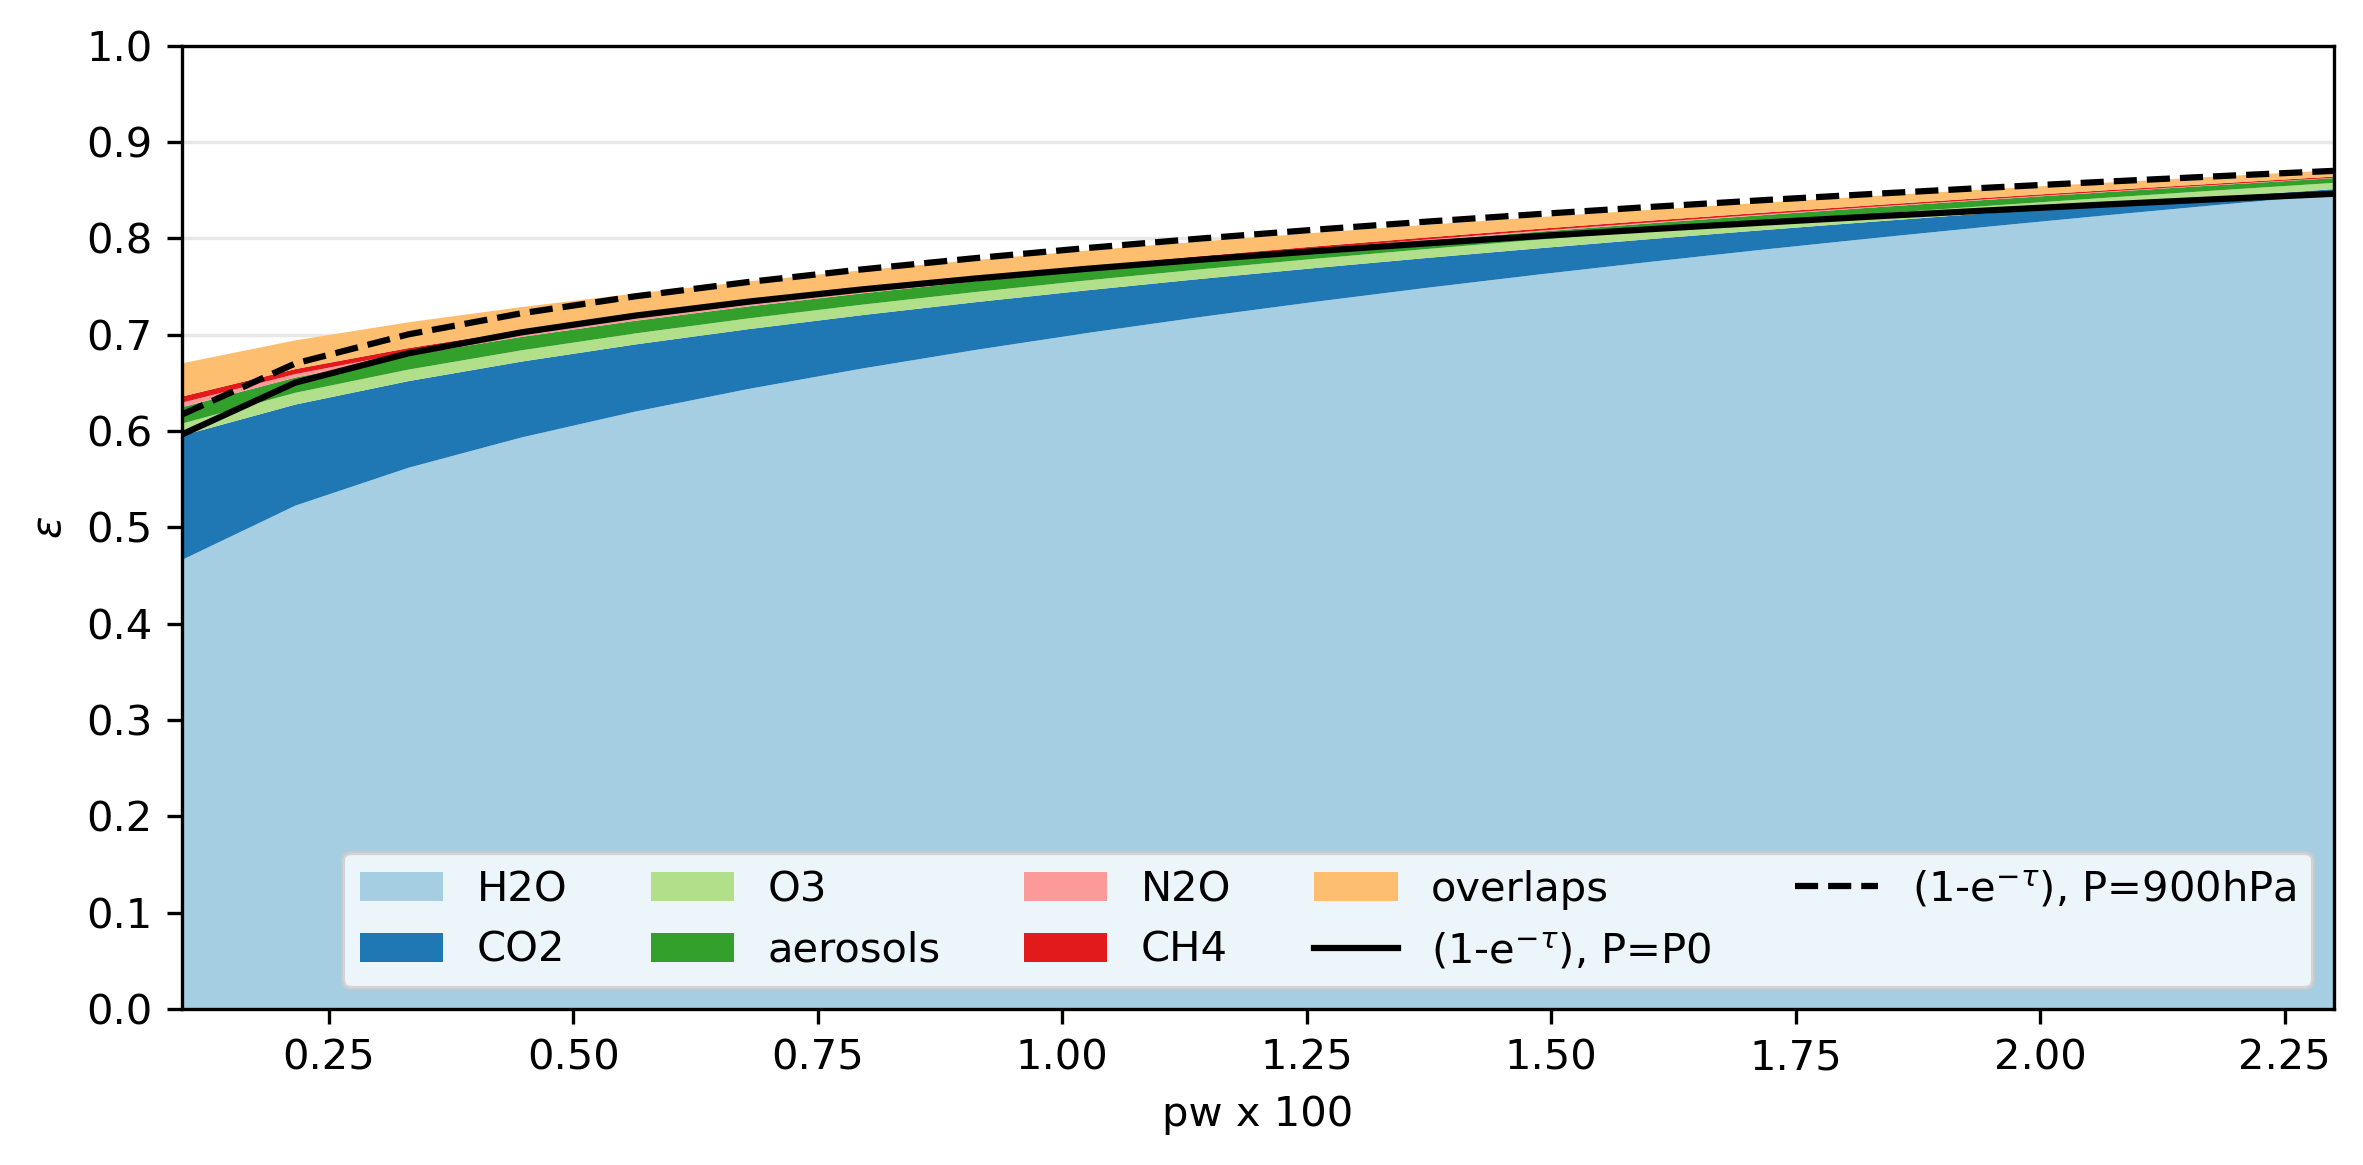 1.0
0.9
0.8
0.7
0.6
0.5
0.4
0.3
0.2
0.1
0.0
ε
0.25 0.50 0.75 1.00 1.25 1.50 1.75 2.00 2.25
pw x 100
H2O O3 N2O overlaps (1-e^{−τ}), P=900hPa
CO2 aerosols CH4 (1-e^{−τ}), P=P0